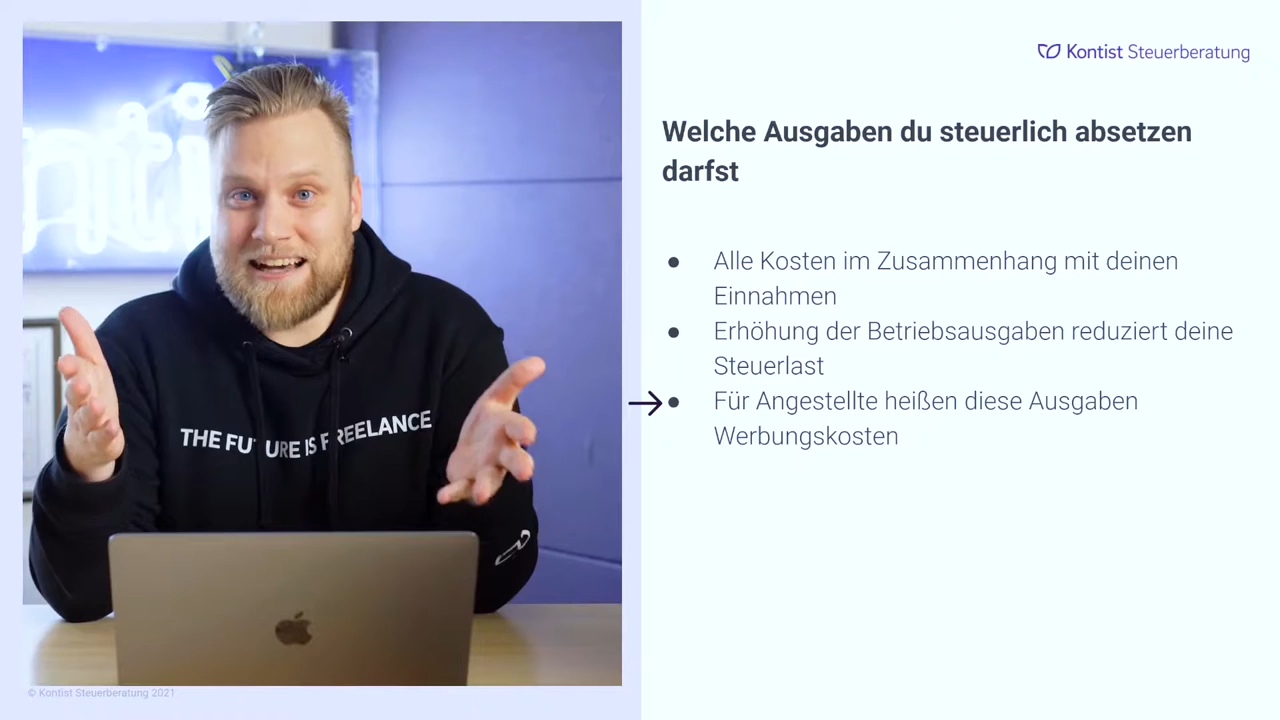 nti
THE FUTURE IS FREELANCE
© Kontist Steuerberatung 2021
Kontist Steuerberatung
Welche Ausgaben du steuerlich absetzen
darfst
● Alle Kosten im Zusammenhang mit deinen
Einnahmen
● Erhöhung der Betriebsausgaben reduziert deine
Steuerlast
● Für Angestellte heißen diese Ausgaben
Werbungskosten